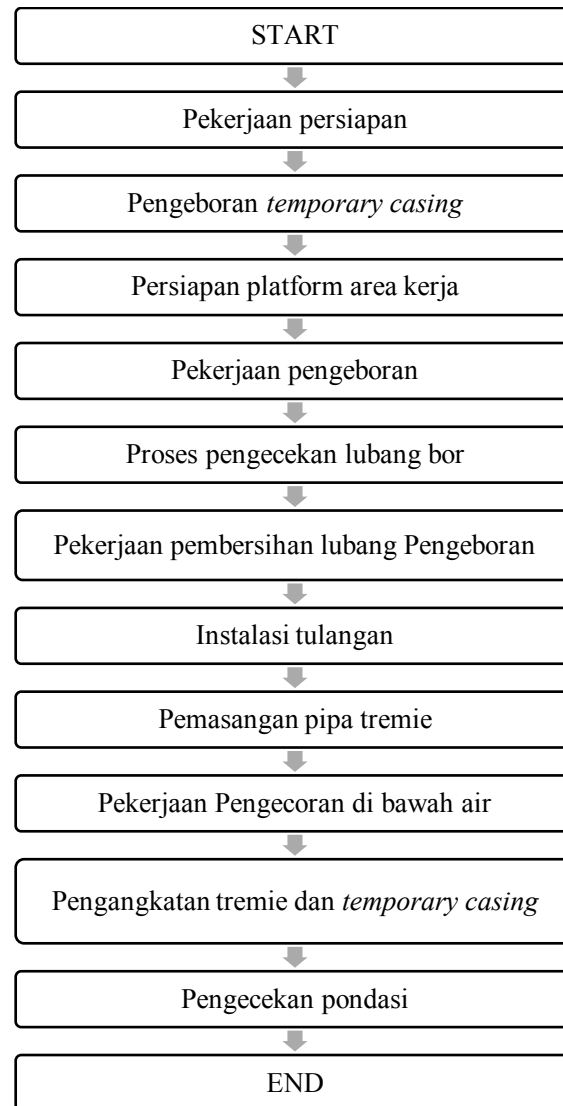 START
Pekerjaan persiapan
Pengeboran temporary casing
Persiapan platform area kerja
Pekerjaan pengeboran
Proses pengecekan lubang bor
Pekerjaan pembersihan lubang Pengeboran
Instalasi tulangan
Pemasangan pipa tremie
Pekerjaan Pengecoran di bawah air
Pengangkatan tremie dan temporary casing
Pengecekan pondasi
END